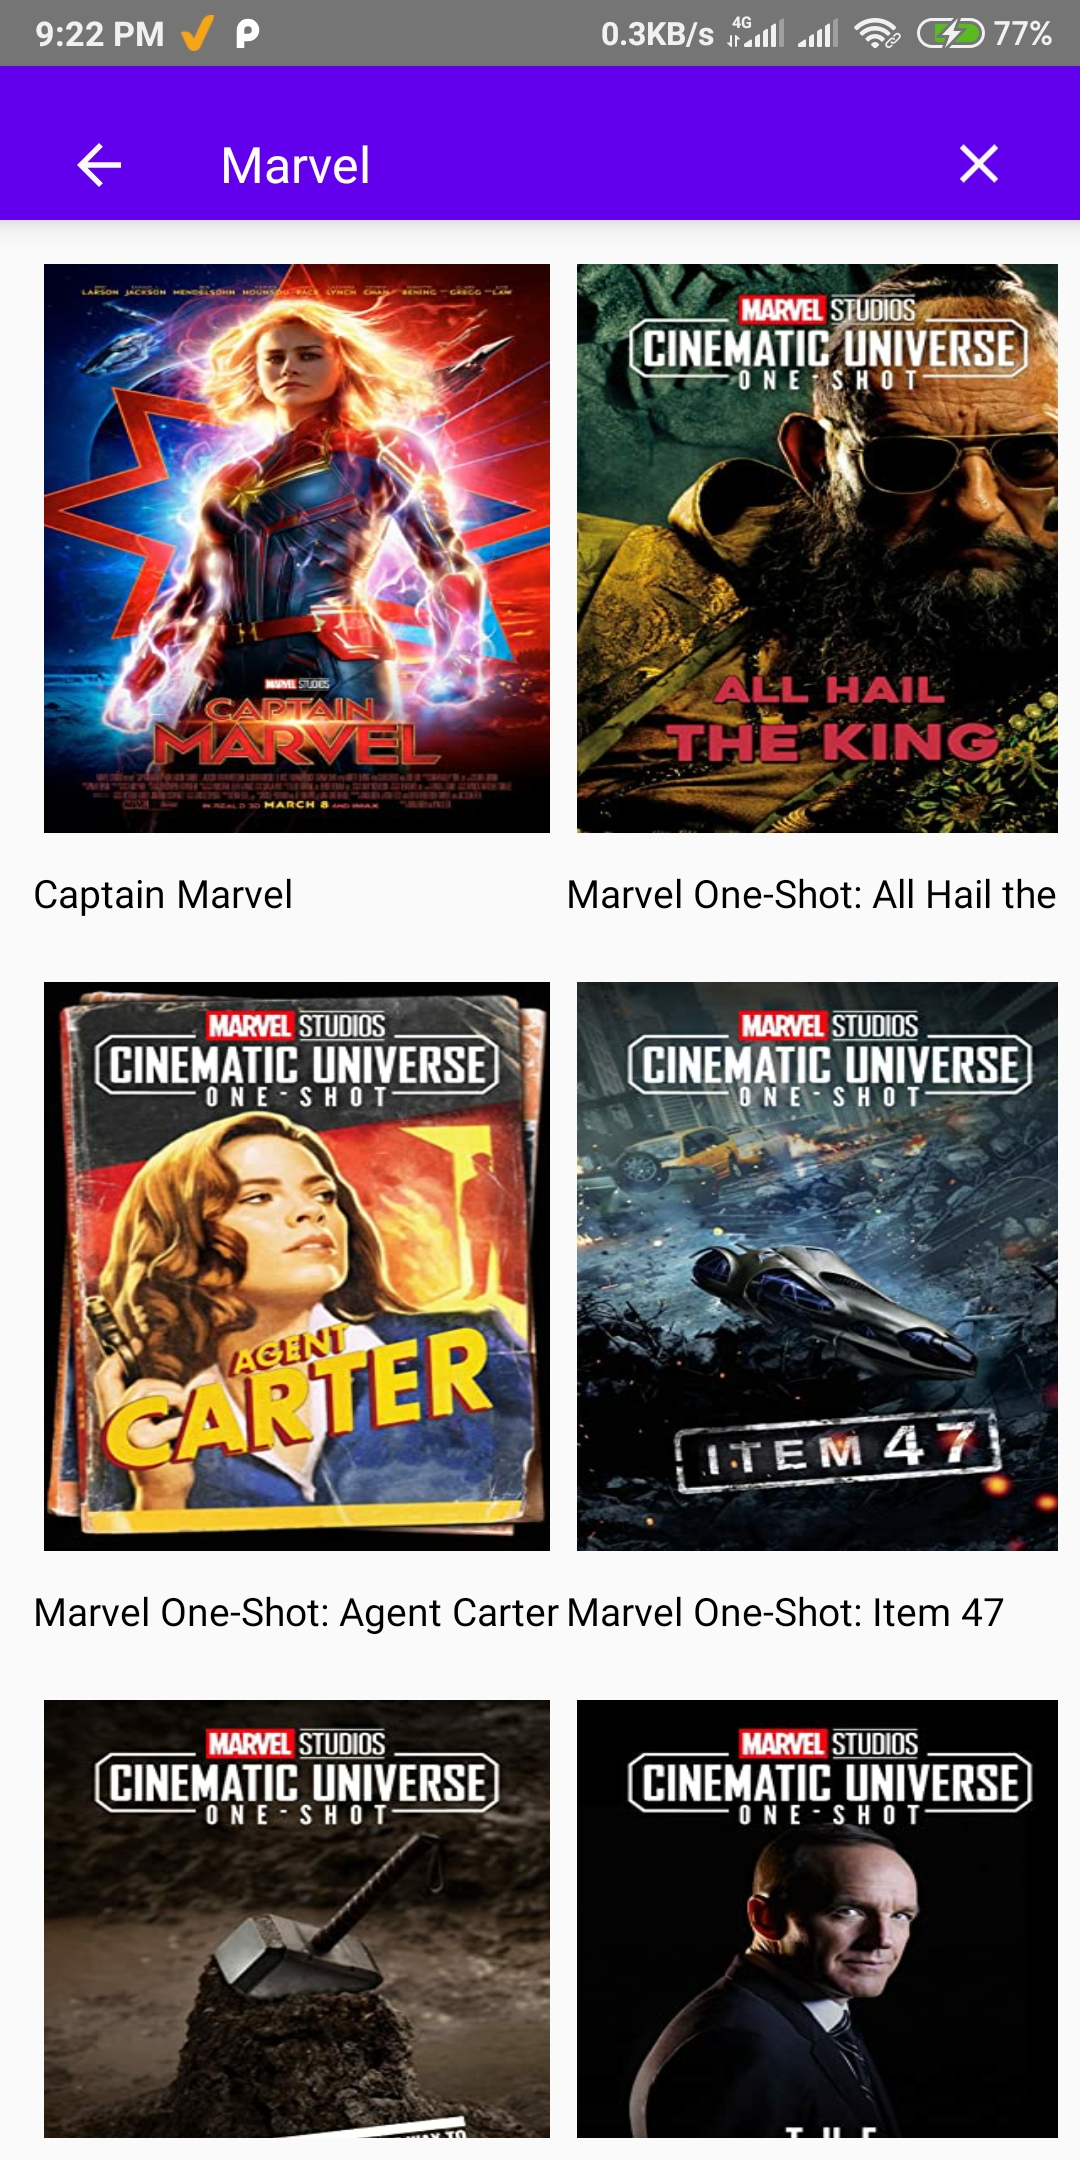 9:22 PM 0.3KB/s 4G 77%
Marvel
LARSON JACKSON MENDELSOHN HOUNSOU PACE LYNCH CHAN BENING GREGG LAW
MARVEL STUDIOS
CAPTAIN
MARVEL
MARCH 8
MARVEL STUDIOS
CINEMATIC UNIVERSE
ONE-SHOT
ALL HAIL
THE KING
Captain Marvel
Marvel One-Shot: All Hail the
MARVEL STUDIOS
CINEMATIC UNIVERSE
ONE-SHOT
AGENT
CARTER
MARVEL STUDIOS
CINEMATIC UNIVERSE
ONE-SHOT
ITEM 47
Marvel One-Shot: Agent Carter
Marvel One-Shot: Item 47
MARVEL STUDIOS
CINEMATIC UNIVERSE
ONE-SHOT
WAY TO
MARVEL STUDIOS
CINEMATIC UNIVERSE
ONE-SHOT
THE